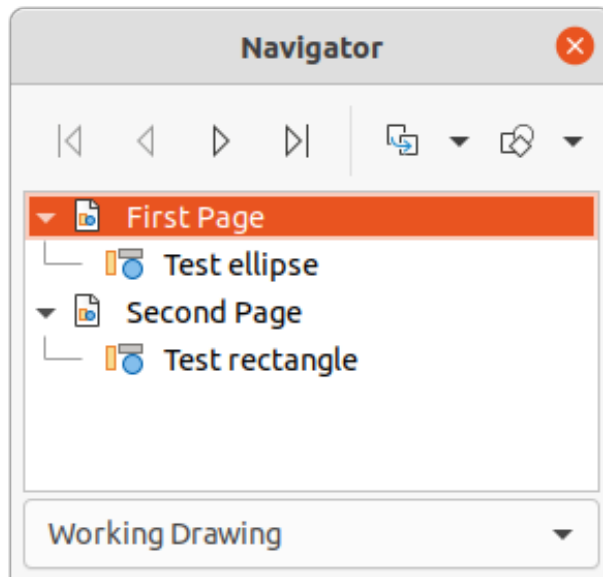 Navigator
First Page
Test ellipse
Second Page
Test rectangle
Working Drawing